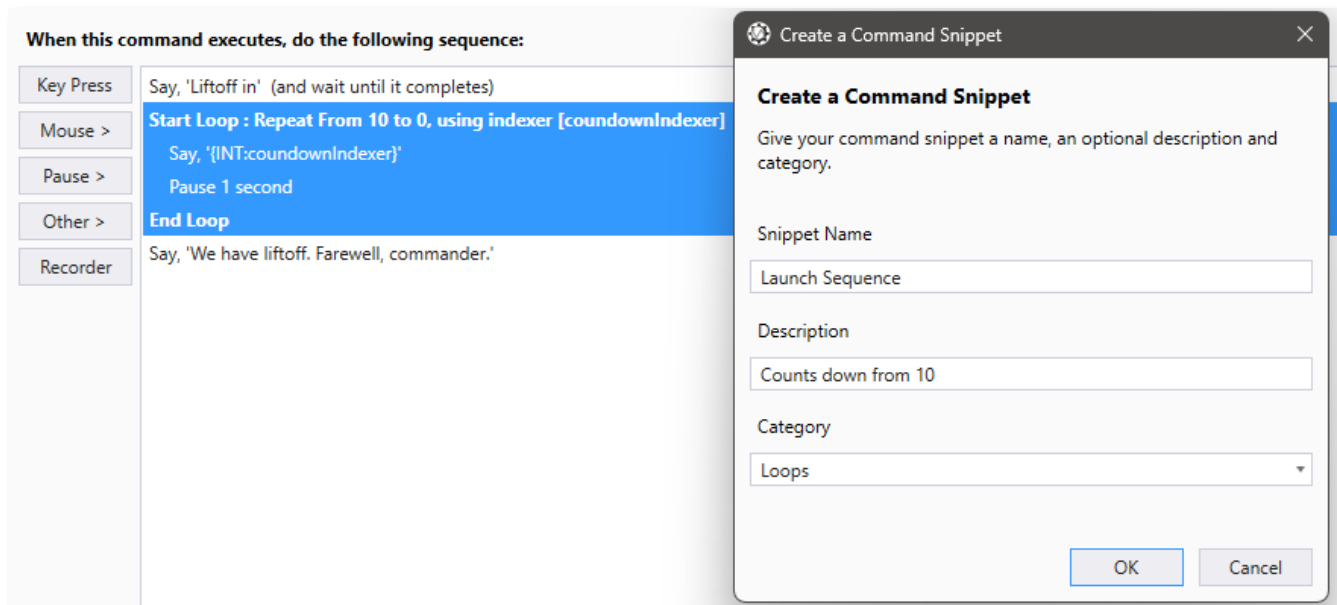 When this command executes, do the following sequence:
Key Press
Mouse >
Pause >
Other >
Recorder
Say, 'Liftoff in'  (and wait until it completes)
Start Loop : Repeat From 10 to 0, using indexer [coundownIndexer]
Say, '{INT:coundownIndexer}'
Pause 1 second
End Loop
Say, 'We have liftoff. Farewell, commander.'
Create a Command Snippet
Create a Command Snippet
Give your command snippet a name, an optional description and
category.
Snippet Name
Launch Sequence
Description
Counts down from 10
Category
Loops
OK
Cancel